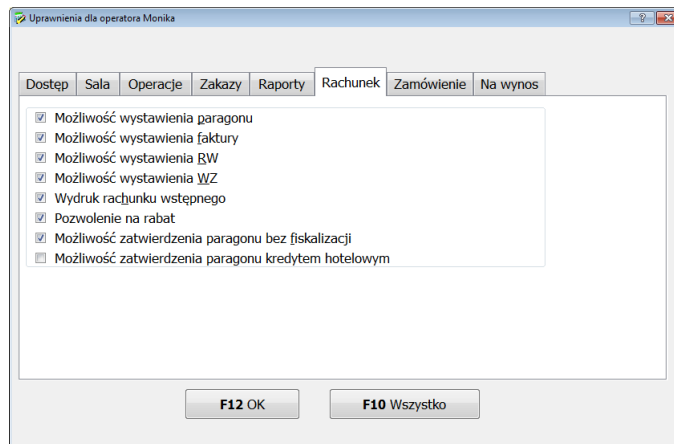 Uprawnienia dla operatora Monika
Dostęp Sala Operacje Zakazy Raporty Rachunek Zamówienie Na wynos
Możliwość wystawienia paragonu
Możliwość wystawienia faktury
Możliwość wystawienia RW
Możliwość wystawienia WZ
Wydruk rachunku wstępnego
Pozwolenie na rabat
Możliwość zatwierdzenia paragonu bez fiskalizacji
Możliwość zatwierdzenia paragonu kredytem hotelowym
F12 OK F10 Wszystko